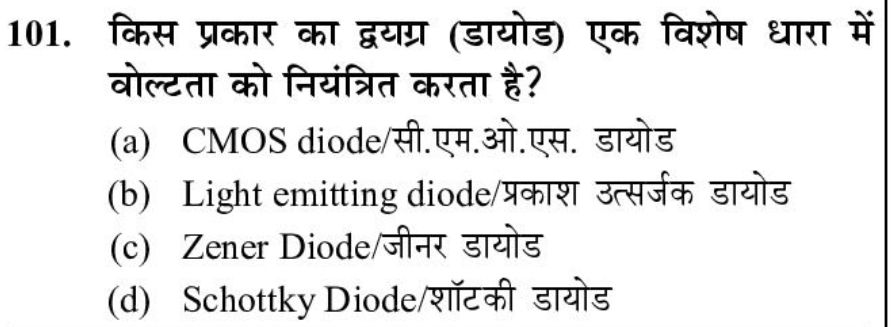 101. किस प्रकार का द्वयग्र (डायोड) एक विशेष धारा में
वोल्टता को नियंत्रित करता है?
(a) CMOS diode/सी.एम.ओ.एस. डायोड
(b) Light emitting diode/प्रकाश उत्सर्जक डायोड
(c) Zener Diode/जीनर डायोड
(d) Schottky Diode/शॉटकी डायोड